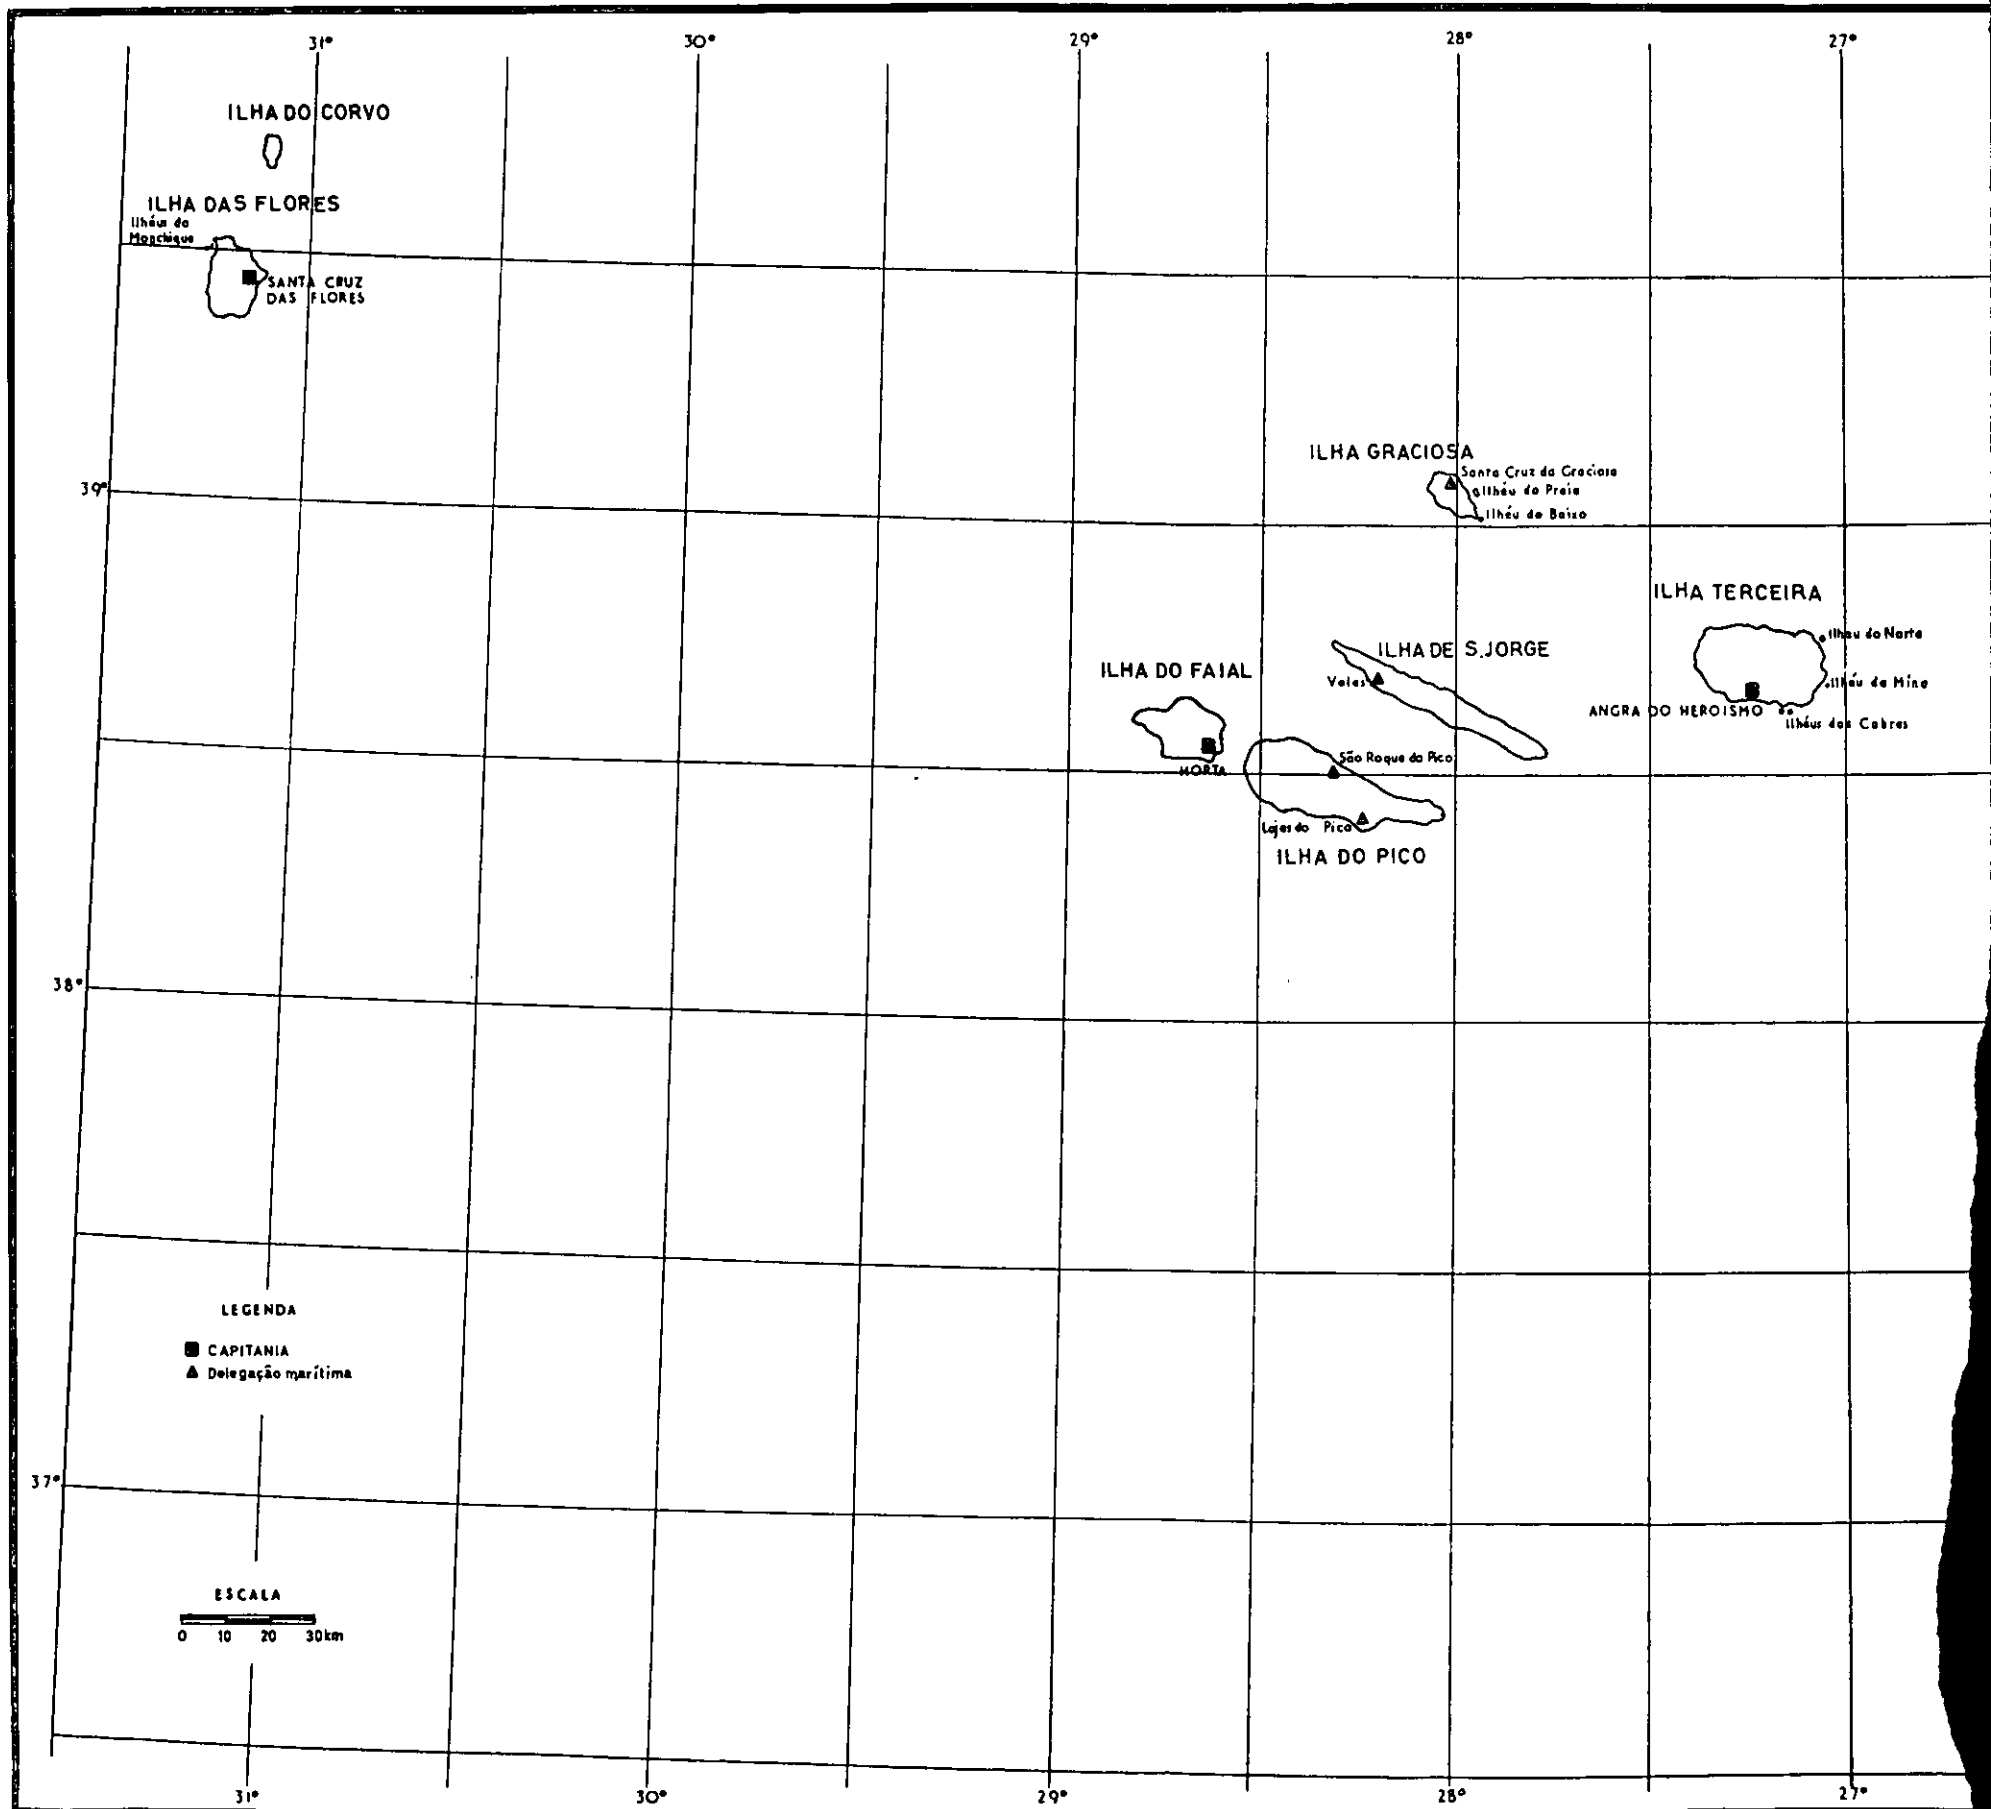 31° 30° 29° 28° 27°
ILHA DO CORVO
ILHA DAS FLORES
Ilhéus da
Monchique
SANTA CRUZ
DAS FLORES
ILHA GRACIOSA
Santa Cruz da Graciosa
39°
Ilhéu da Praia
Ilhéu de Baixo
ILHA TERCEIRA
Ilheu do Norte
ILHA DE S. JORGE
ILHA DO FAIAL
Velas
Ilhéu da Mina
ANGRA DO HEROISMO
Ilhéus das Cabras
São Roque do Pico
HORTA
Lajes do Pico
ILHA DO PICO
38°
LEGENDA
CAPITANIA
Delegação marítima
37°
ESCALA
0 10 20 30km
31° 30° 29° 28° 27°